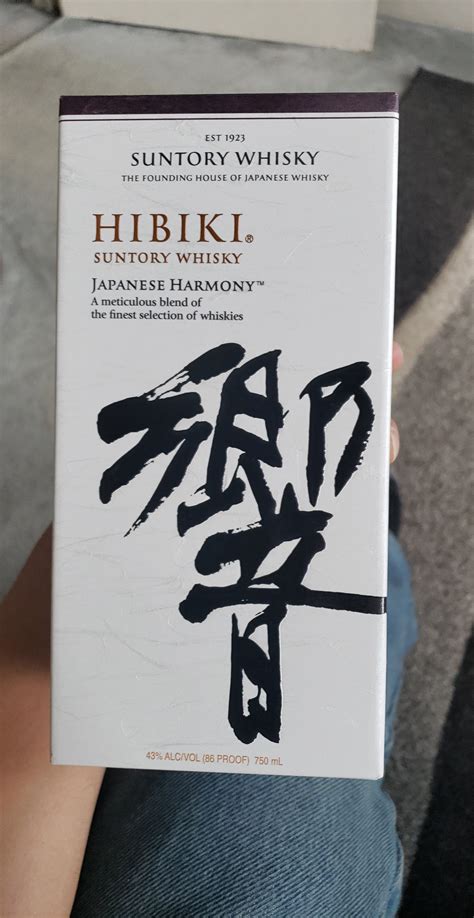 EST 1923
SUNTORY WHISKY
THE FOUNDING HOUSE OF JAPANESE WHISKY
HIBIKI®
SUNTORY WHISKY
JAPANESE HARMONY™
A meticulous blend of
the finest selection of whiskies
響
43% ALC/VOL (86 PROOF) 750 mL